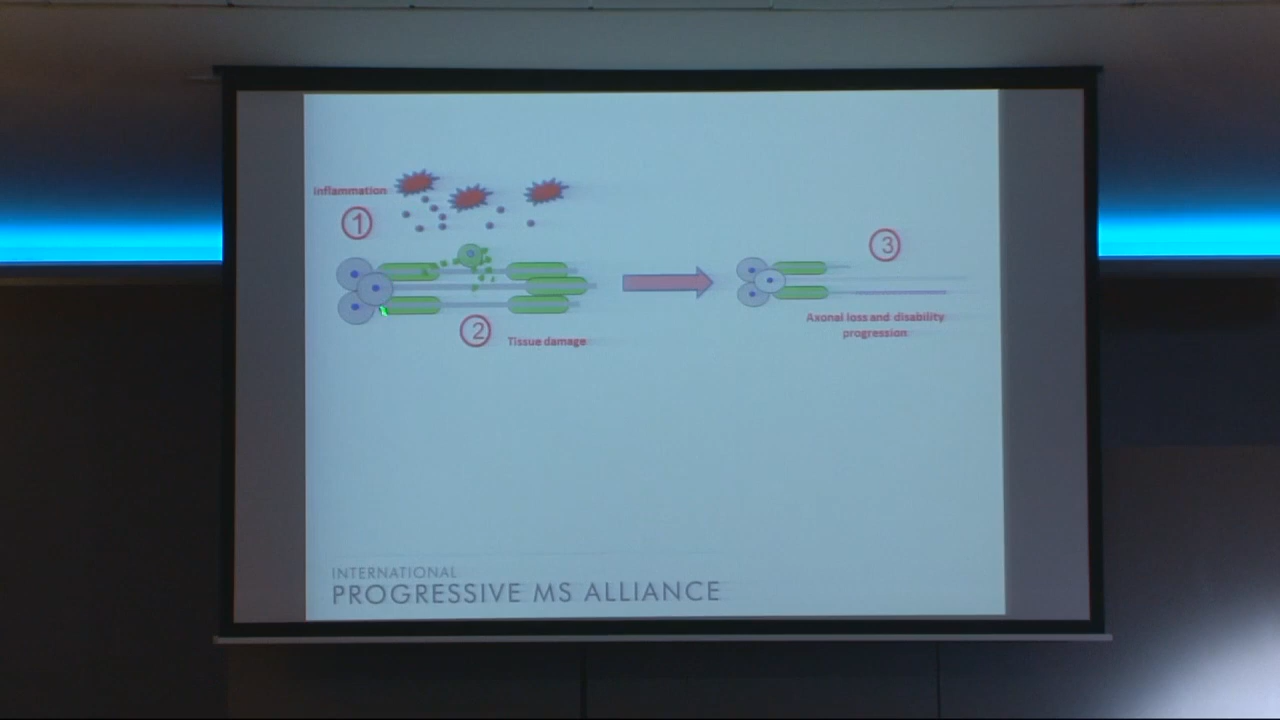 inflammation
1
2
Tissue damage
3
Axonal loss and disability
progression
INTERNATIONAL
PROGRESSIVE MS ALLIANCE